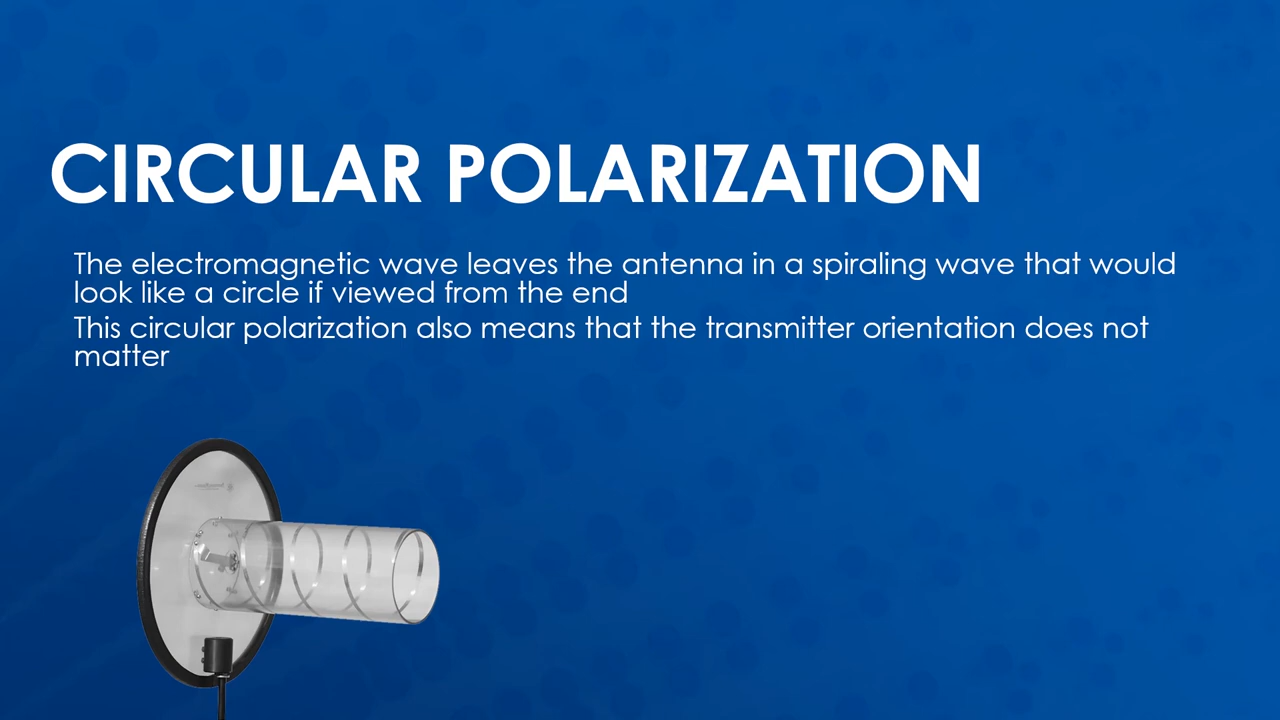 CIRCULAR POLARIZATION
The electromagnetic wave leaves the antenna in a spiraling wave that would
look like a circle if viewed from the end
This circular polarization also means that the transmitter orientation does not
matter